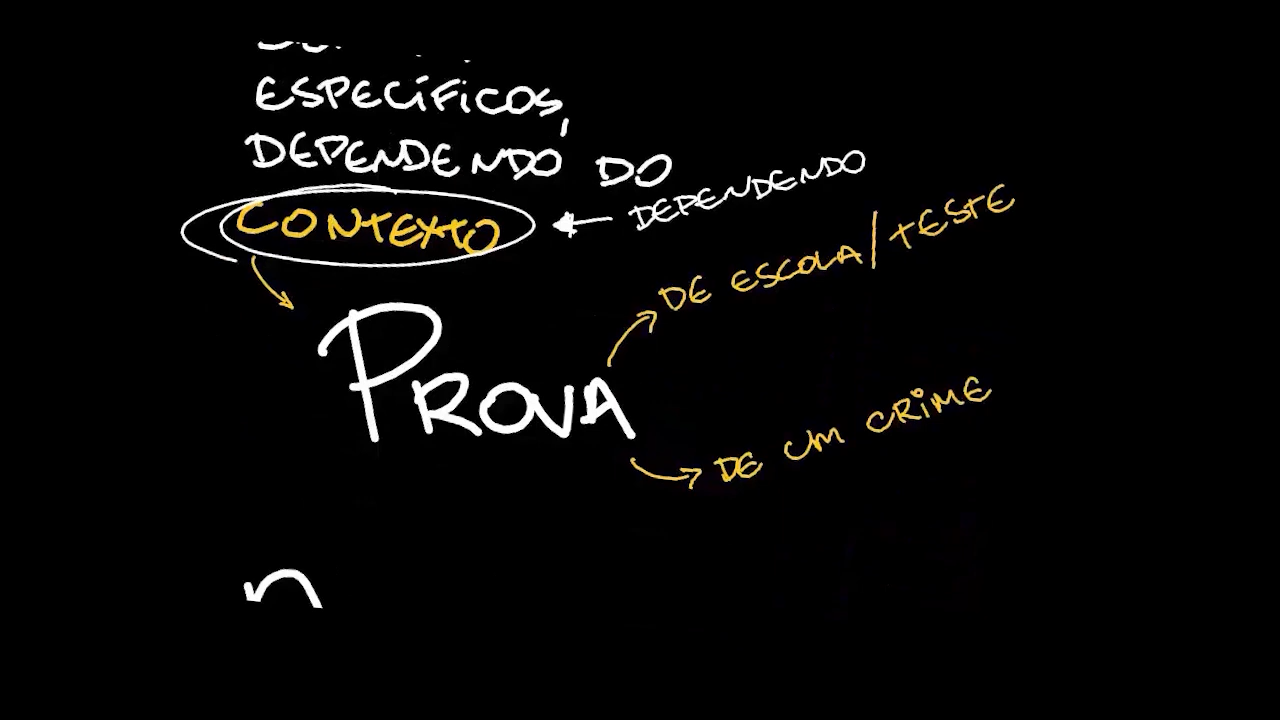 ESPECÍFICOS,
DEPENDENDO DO
CONTEXTO ← DEPENDENDO
PROVA
DE ESCOLA/TESTE
DE UM CRIME